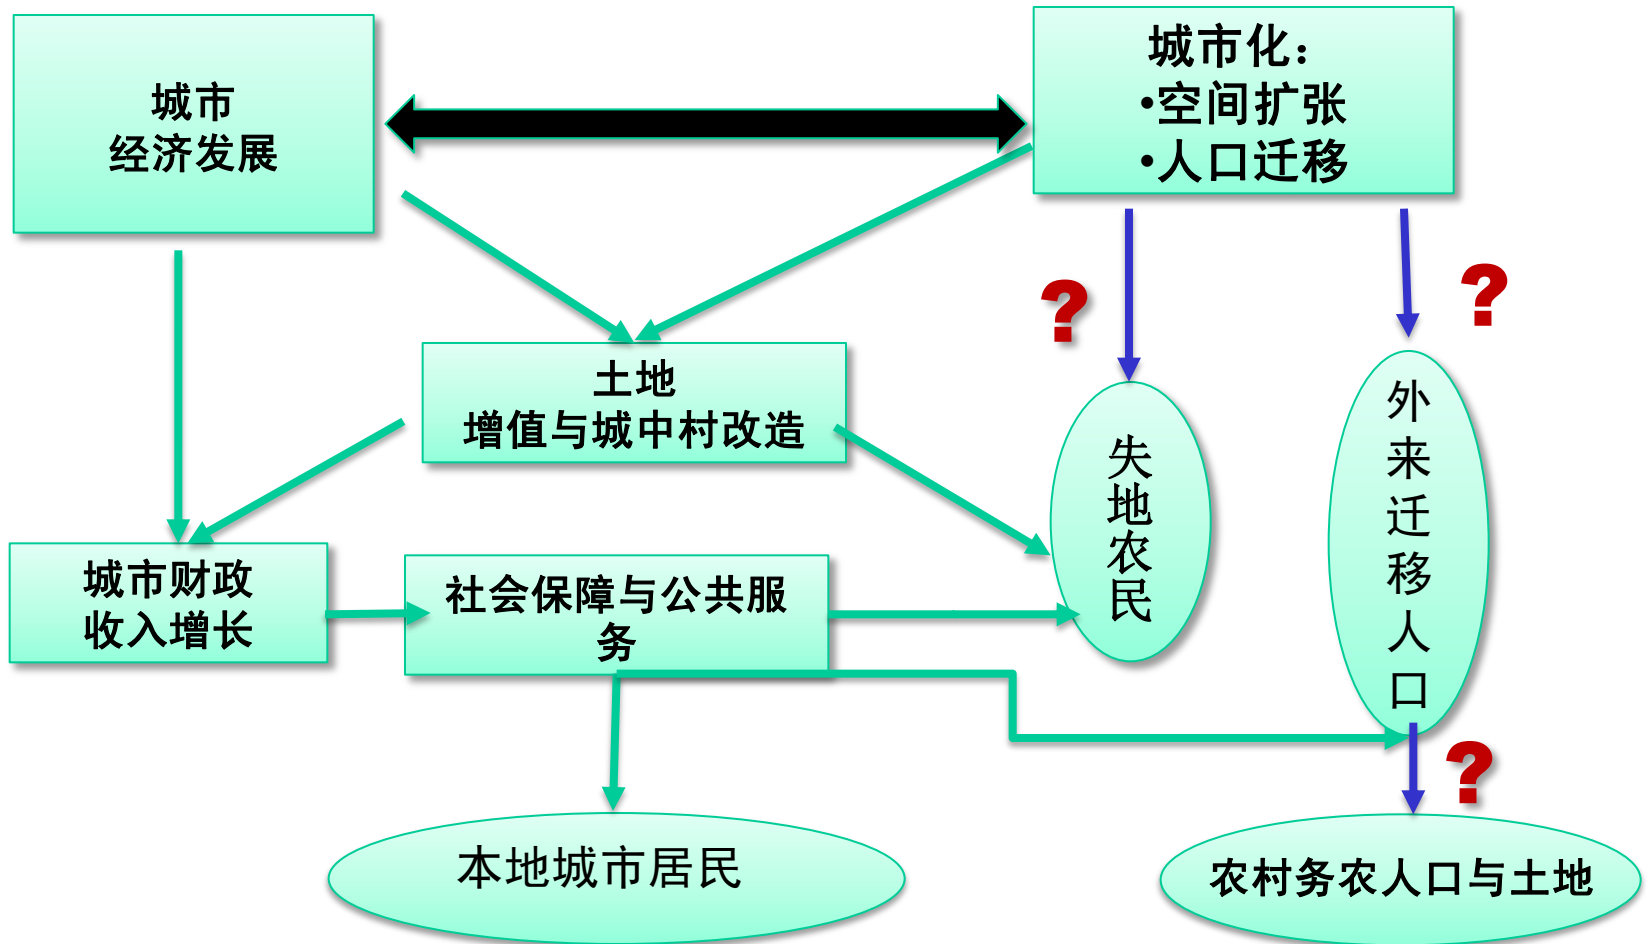 城市
经济发展
城市化：
•空间扩张
•人口迁移
?
?
土地
增值与城中村改造
失
地
农
民
外
来
迁
移
人
口
城市财政
收入增长
社会保障与公共服
务
?
本地城市居民
农村务农人口与土地